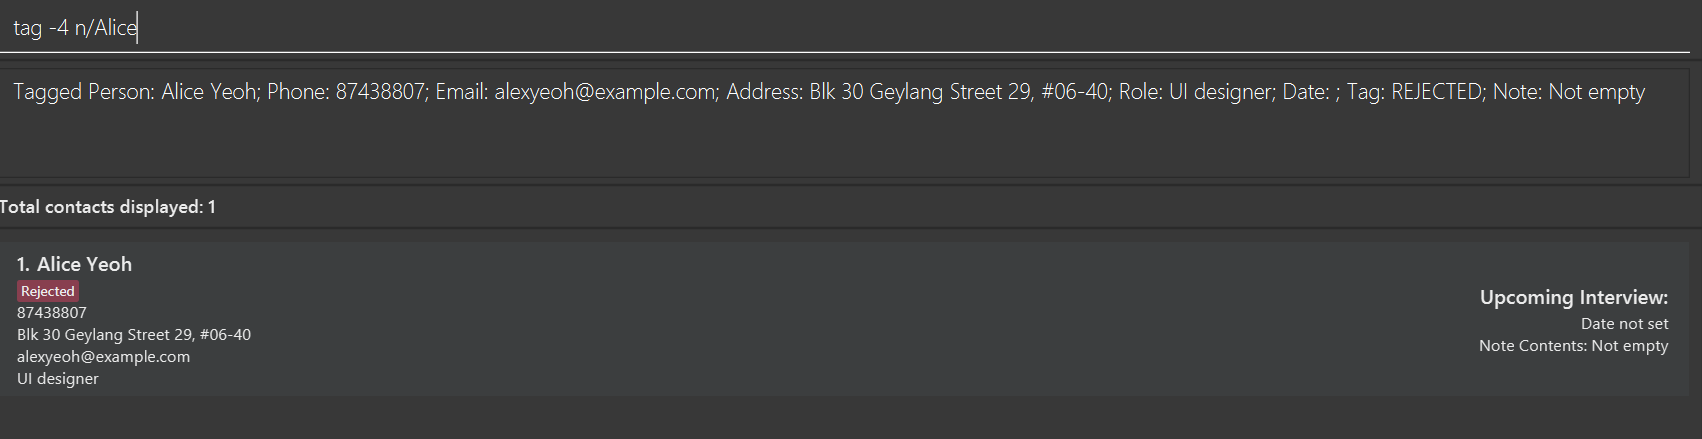 tag -4 n/Alice
Tagged Person: Alice Yeoh; Phone: 87438807; Email: alexyeoh@example.com; Address: Blk 30 Geylang Street 29, #06-40; Role: UI designer; Date: ; Tag: REJECTED; Note: Not empty
Total contacts displayed: 1
1. Alice Yeoh
Rejected
87438807
Blk 30 Geylang Street 29, #06-40
alexyeoh@example.com
UI designer
Upcoming Interview:
Date not set
Note Contents: Not empty